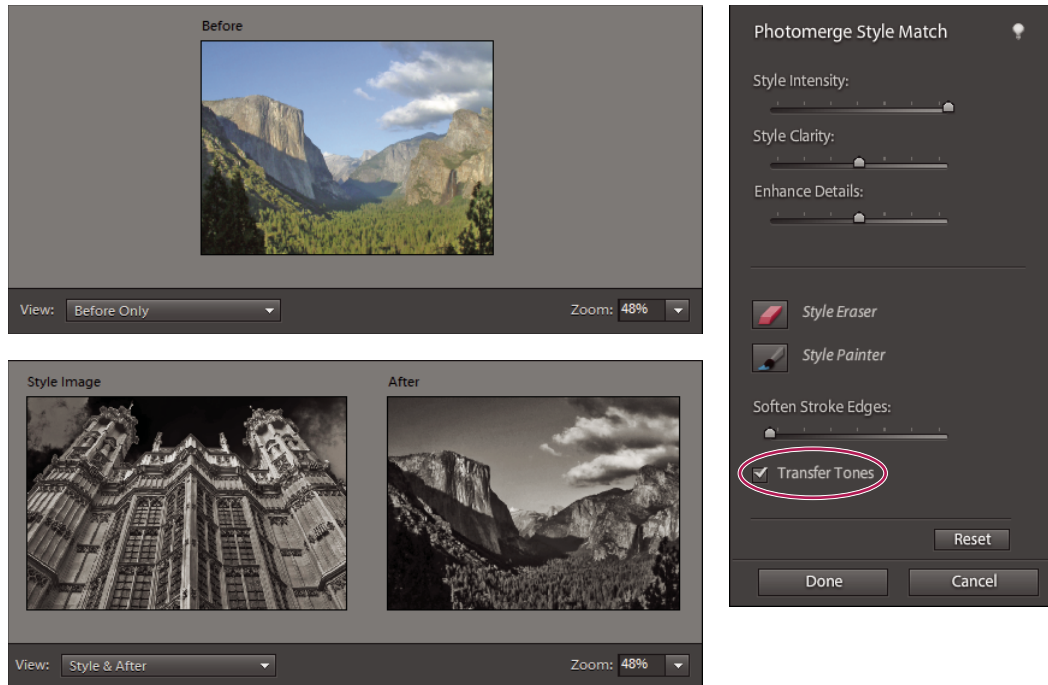 Before
View: Before Only Zoom: 48%
Style Image After
View: Style & After Zoom: 48%
Photomerge Style Match
Style Intensity:
Style Clarity:
Enhance Details:
Style Eraser
Style Painter
Soften Stroke Edges:
Transfer Tones
Reset
Done Cancel